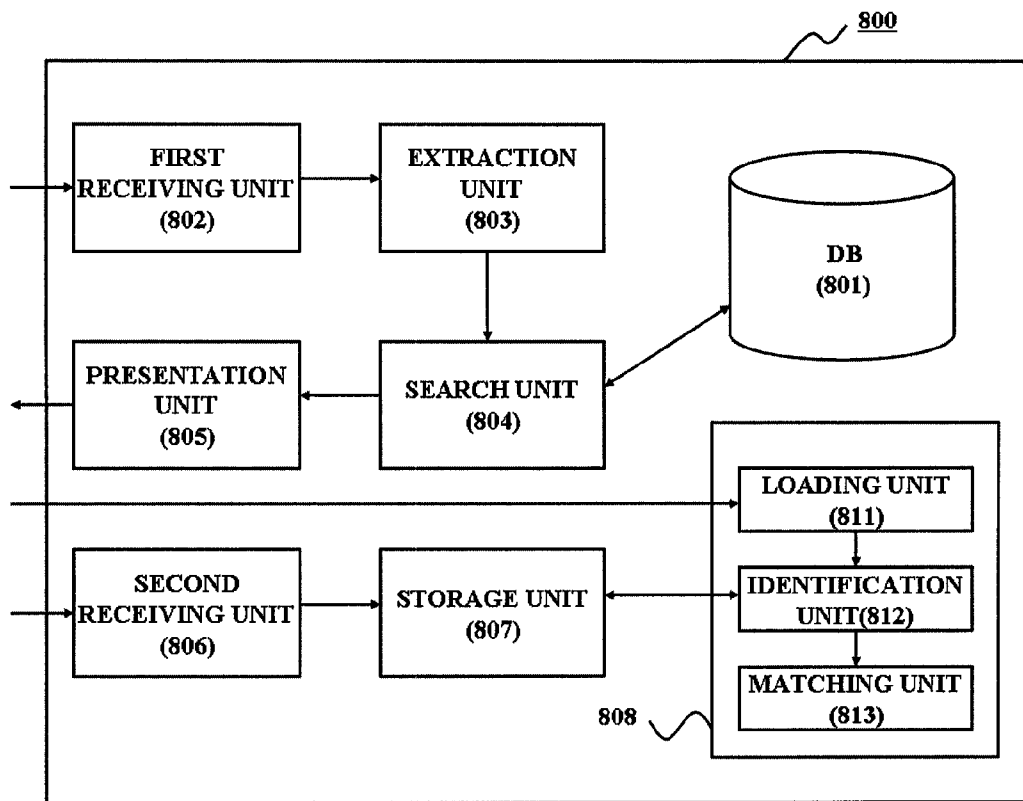 800
FIRST
RECEIVING UNIT
(802)
EXTRACTION
UNIT
(803)
DB
(801)
PRESENTATION
UNIT
(805)
SEARCH UNIT
(804)
LOADING UNIT
(811)
SECOND
RECEIVING UNIT
(806)
STORAGE UNIT
(807)
IDENTIFICATION
UNIT(812)
MATCHING UNIT
(813)
808